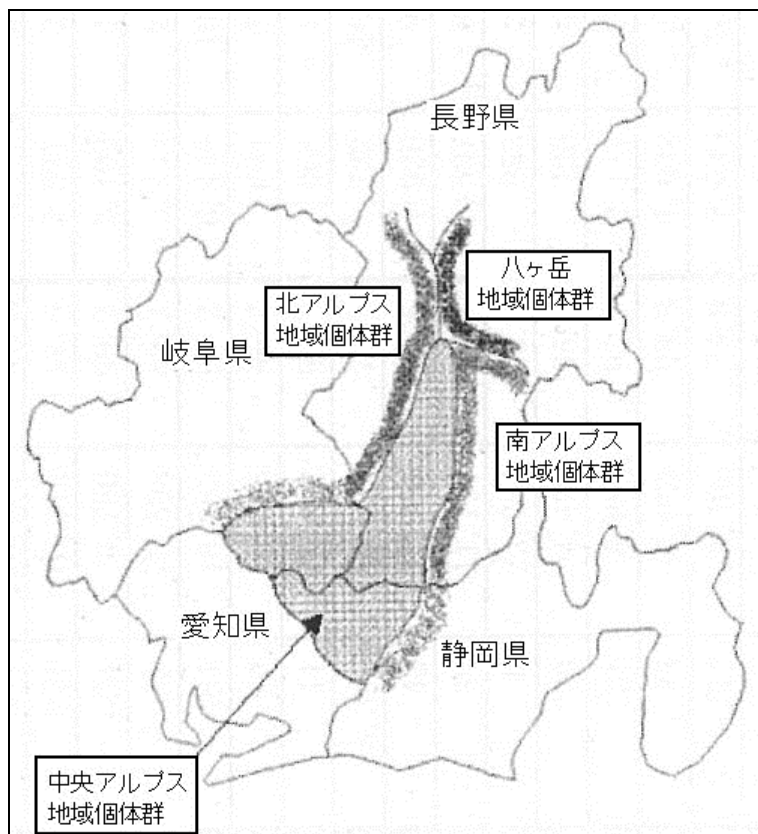 長野県
八ヶ岳
地域個体群
北アルプス
地域個体群
岐阜県
南アルプス
地域個体群
愛知県
静岡県
中央アルプス
地域個体群